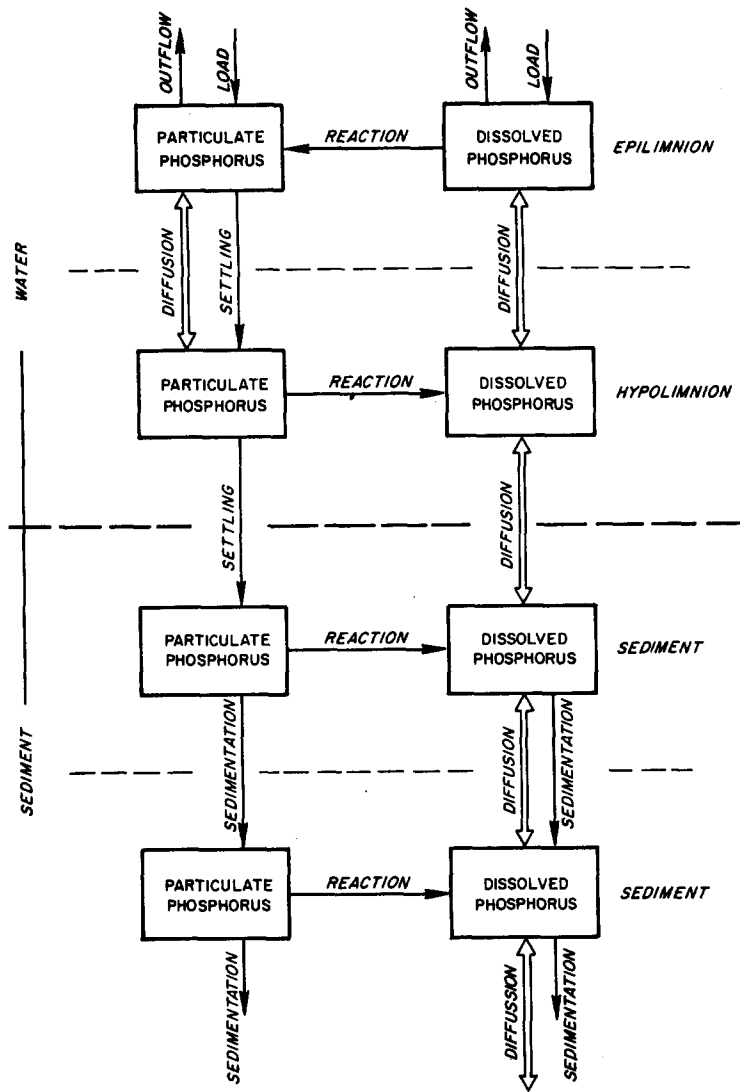 OUTFLOW
LOAD
OUTFLOW
LOAD
PARTICULATE
PHOSPHORUS
REACTION
DISSOLVED
PHOSPHORUS
EPILIMNION
WATER
DIFFUSION
SETTLING
DIFFUSION
PARTICULATE
PHOSPHORUS
REACTION
DISSOLVED
PHOSPHORUS
HYPOLIMNION
SETTLING
DIFFUSION
PARTICULATE
PHOSPHORUS
REACTION
DISSOLVED
PHOSPHORUS
SEDIMENT
SEDIMENT
SEDIMENTATION
DIFFUSION
SEDIMENTATION
PARTICULATE
PHOSPHORUS
REACTION
DISSOLVED
PHOSPHORUS
SEDIMENT
SEDIMENTATION
DIFFUSSION
SEDIMENTATION